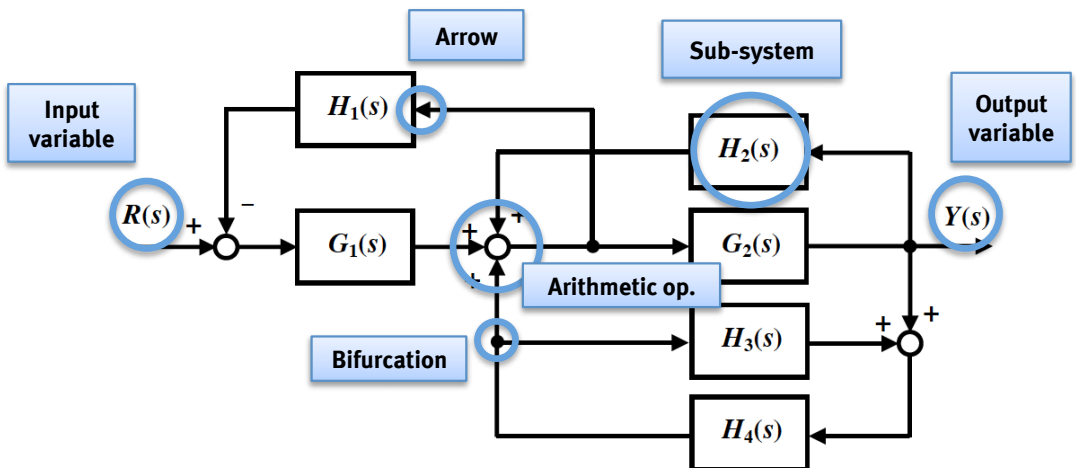 Arrow
Sub-system
Input
variable
Output
variable
H₁(s)
H₂(s)
R(s)
+
−
G₁(s)
+
+
+
G₂(s)
Y(s)
Arithmetic op.
Bifurcation
H₃(s)
+
+
H₄(s)